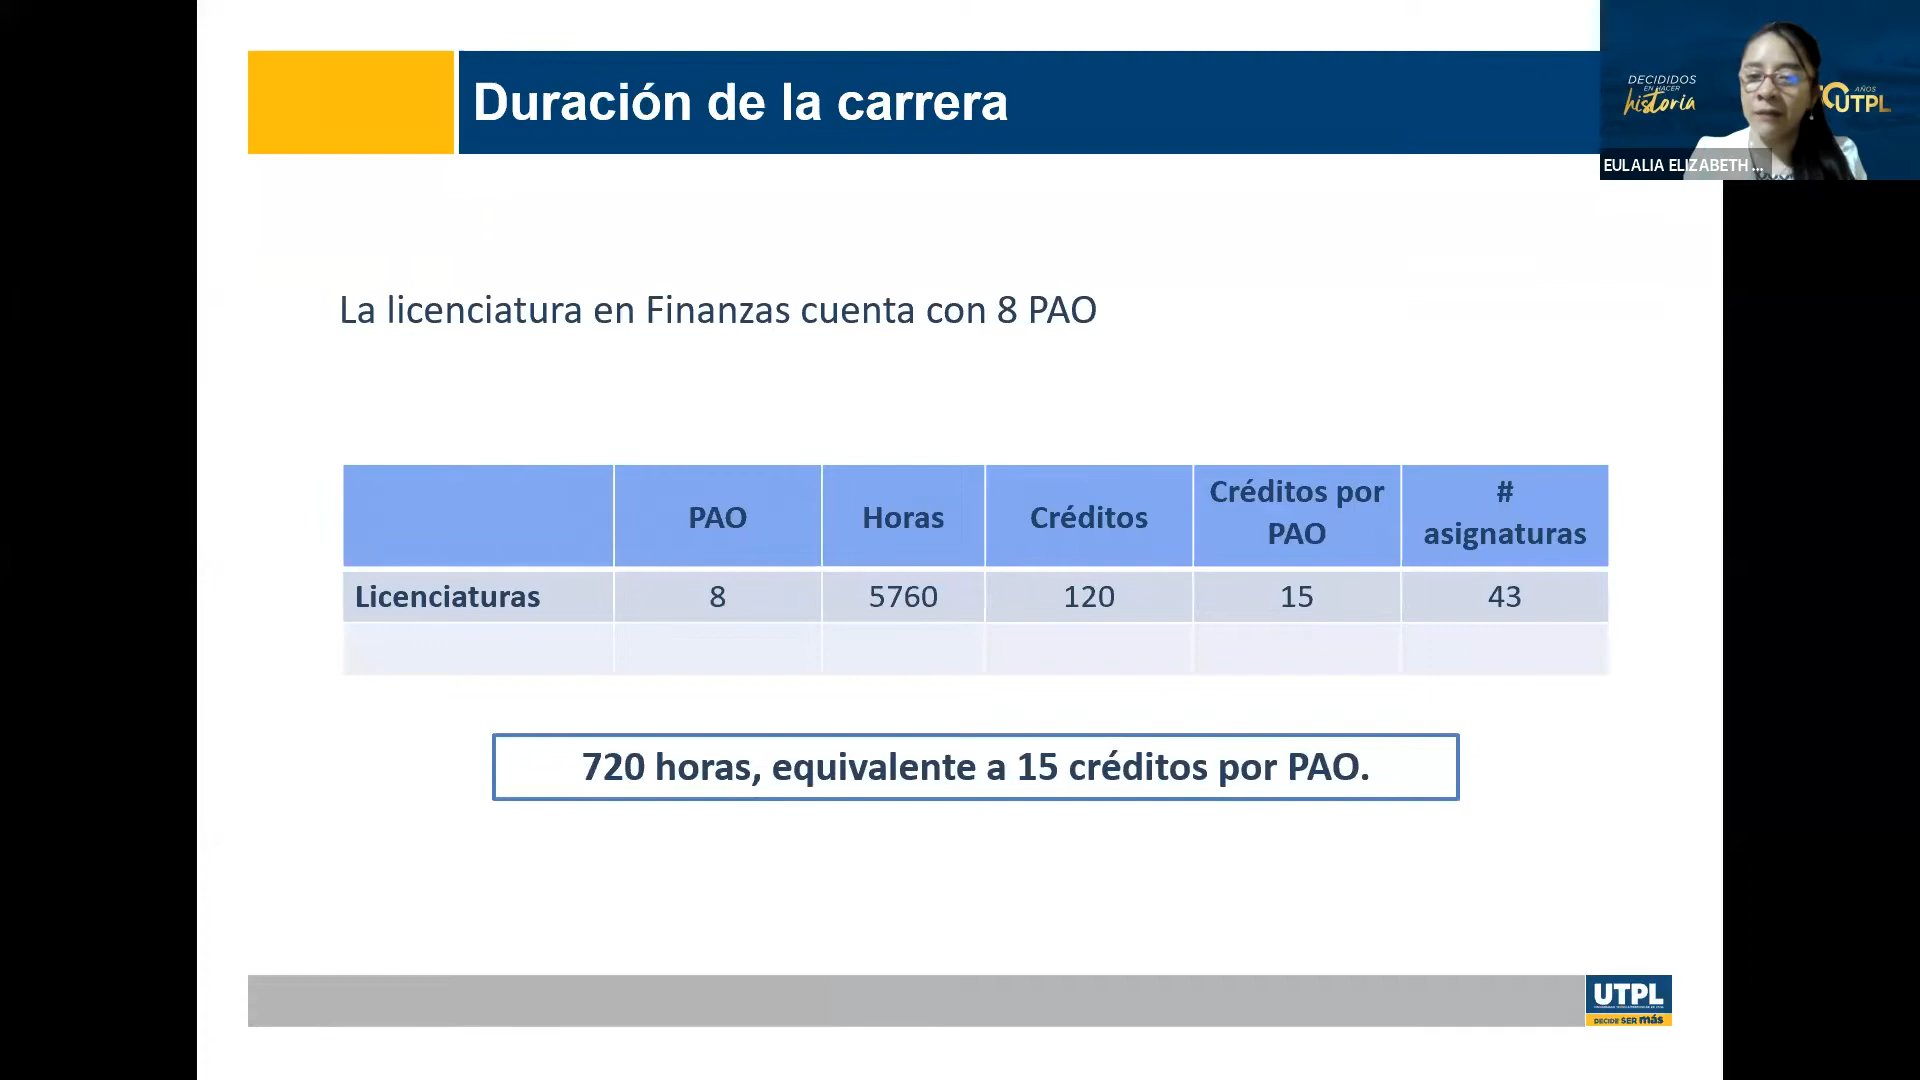 Duración de la carrera
DECIDIDOS
EN HACER
historia
AÑOS
UTPL
EULALIA ELIZABETH ...
La licenciatura en Finanzas cuenta con 8 PAO
PAO Horas Créditos Créditos por PAO # asignaturas
Licenciaturas 8 5760 120 15 43
720 horas, equivalente a 15 créditos por PAO.
UTPL
DECIDE SER más